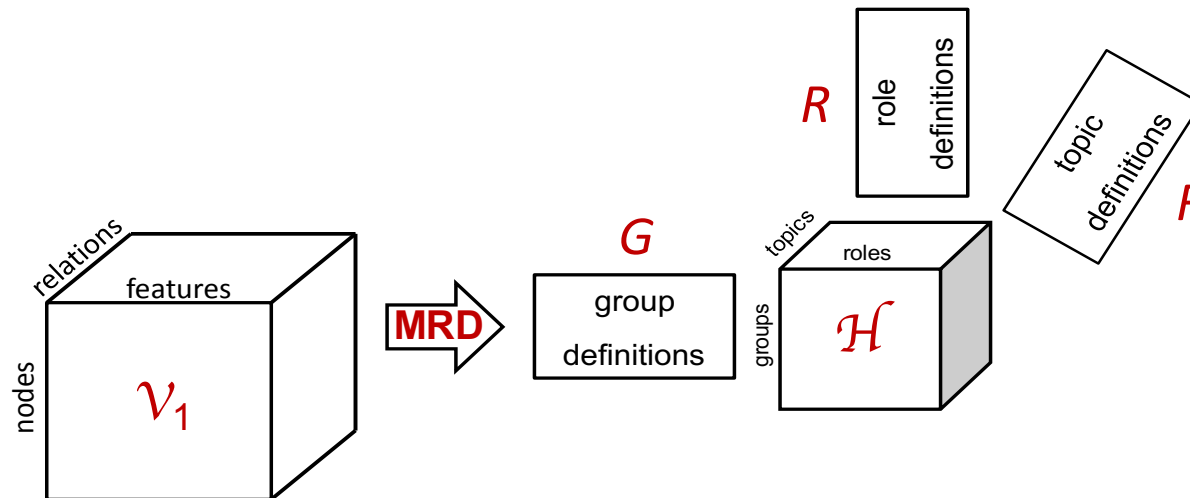 relations
features
nodes
𝒱₁
MRD
G
group
definitions
R
role
definitions
topic
definitions
topics
roles
groups
ℋ